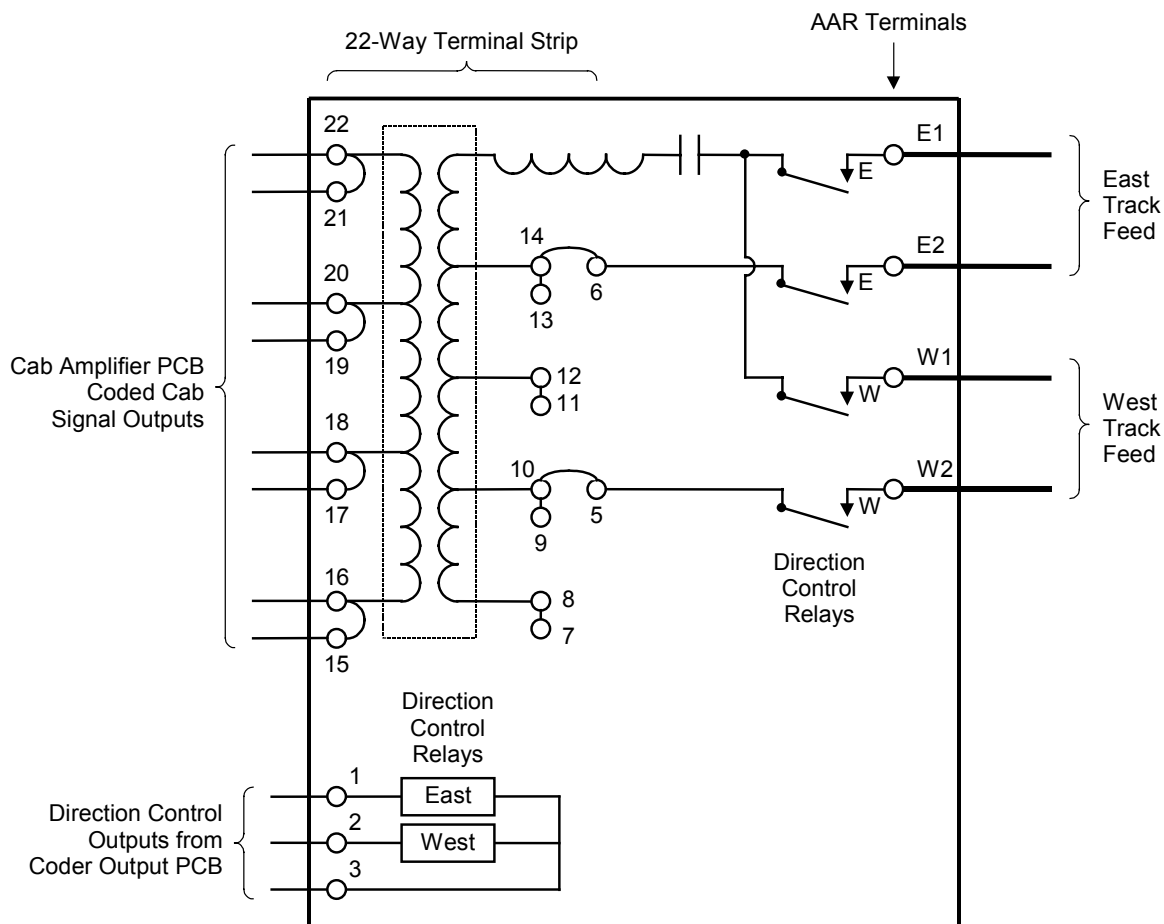 AAR Terminals
22-Way Terminal Strip
22
21
20
19
18
17
16
15
14
13
6
12
11
10
9
5
8
7
E1
E
E2
E
W1
W
W2
W
East
Track
Feed
West
Track
Feed
Cab Amplifier PCB
Coded Cab
Signal Outputs
Direction
Control
Relays
Direction
Control
Relays
1
East
2
West
3
Direction Control
Outputs from
Coder Output PCB